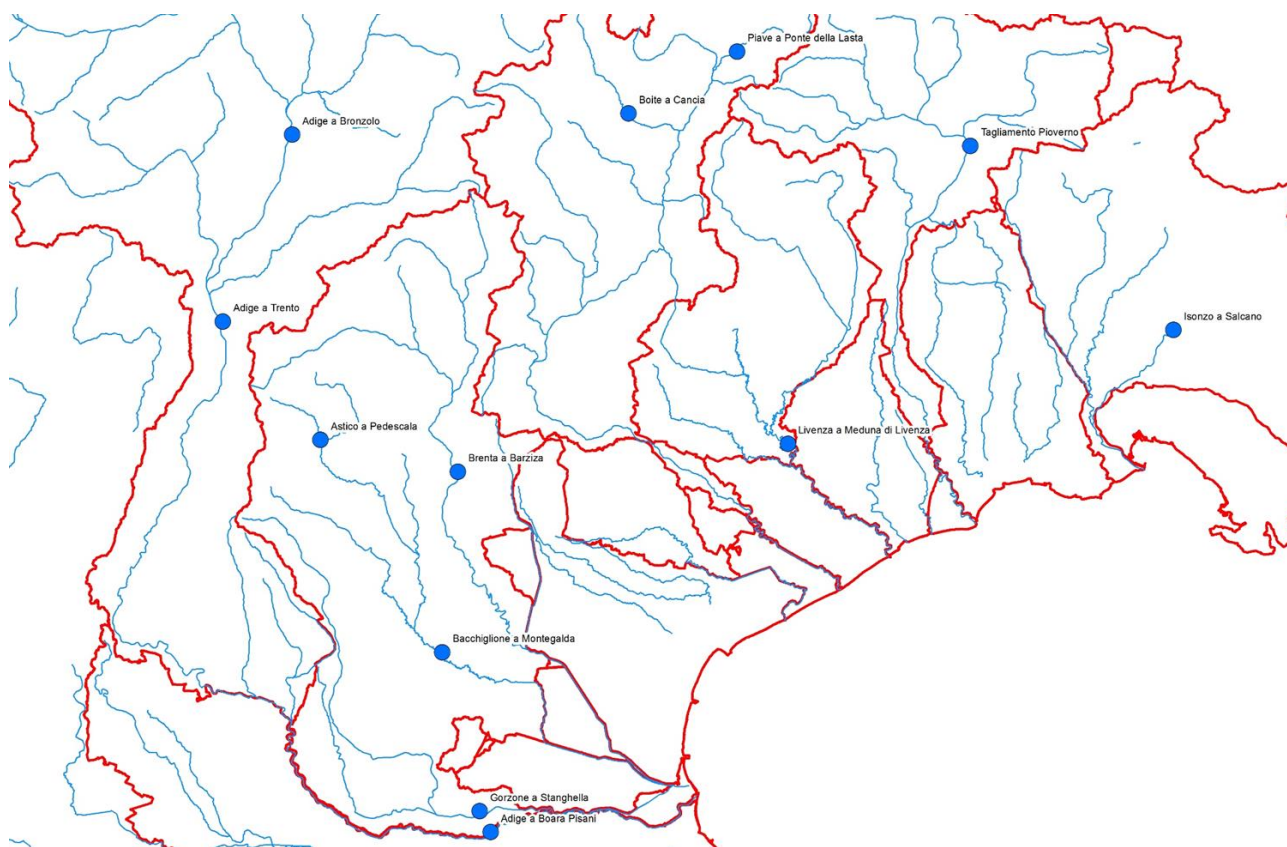 Piave a Ponte della Lasta
Boite a Cancia
Adige a Bronzolo
Tagliamento Pioverno
Adige a Trento
Isonzo a Salcano
Astico a Pedescala
Livenza a Meduna di Livenza
Brenta a Barziza
Bacchiglione a Montegalda
Gorzone a Stanghella
Adige a Boara Pisani